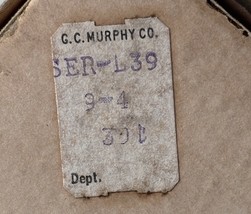 G.C. MURPHY CO.
SER-L39
9-4
30¢
Dept.